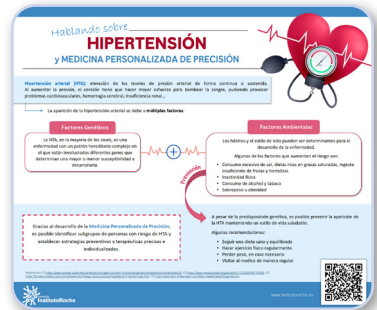 Hablando sobre
HIPERTENSIÓN
y MEDICINA PERSONALIZADA DE PRECISIÓN
Hipertensión arterial (HTA): elevación de los niveles de presión arterial de forma continua o sostenida.
Al aumentar la presión, el corazón tiene que hacer mayor esfuerzo para bombear la sangre, pudiendo provocar
problemas cardiovasculares, hemorragia cerebral, insuficiencia renal...
La aparición de la hipertensión arterial se debe a múltiples factores:
Factores Genéticos
La HTA, en la mayoría de los casos, es una
enfermedad con un patrón hereditario complejo en
el que están involucrados diferentes genes que
determinan una mayor o menor susceptibilidad a
desarrollarla.
Factores Ambientales
Los hábitos y el estilo de vida pueden ser determinantes para el
desarrollo de la enfermedad.
Algunos de los factores que aumentan el riesgo son:
• Consumo excesivo de sal, dietas ricas en grasas saturadas, ingesta
insuficiente de frutas y hortalizas
• Inactividad física
• Consumo de alcohol y tabaco
• Sobrepeso u obesidad
Prevención
Gracias al desarrollo de la Medicina Personalizada de Precisión,
es posible identificar subgrupos de personas con riesgo de HTA y
establecer estrategias preventivas y terapéuticas precisas e
individualizadas.
A pesar de la predisposición genética, es posible prevenir la aparición de
la HTA manteniendo un estilo de vida saludable.
Algunas recomendaciones:
• Seguir una dieta sana y equilibrada
• Hacer ejercicio físico regularmente
• Perder peso, en caso necesario
• Visitar al médico de manera regular
InstitutoRoche
www.institutoroche.es